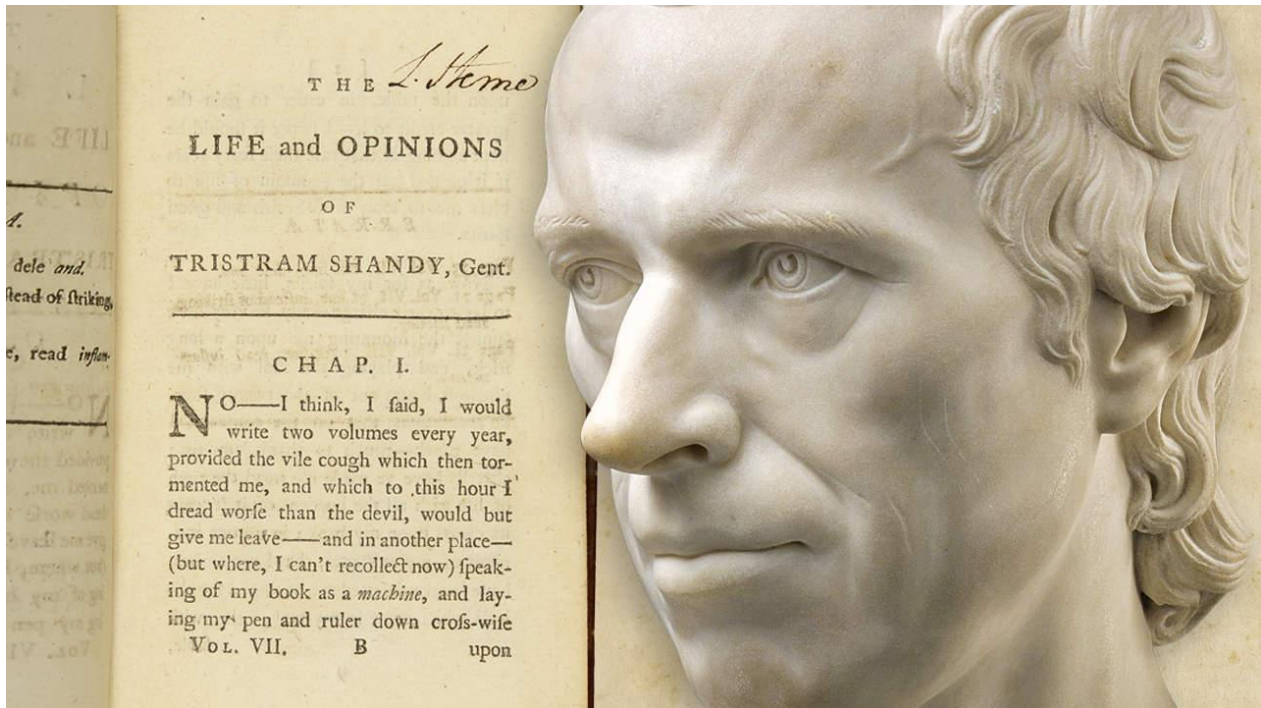 A.
dele and.
ſtead of ſtriking,
e, read inflam-
THE L. Sterne
LIFE and OPINIONS
OF
TRISTRAM SHANDY, Gent.
CHAP. I.
NO——I think, I ſaid, I would
write two volumes every year,
provided the vile cough which then tor-
mented me, and which to this hour I
dread worſe than the devil, would but
give me leave——and in another place—
(but where, I can't recollect now) ſpeak-
ing of my book as a machine, and lay-
ing my pen and ruler down croſs-wiſe
VOL. VII. B upon